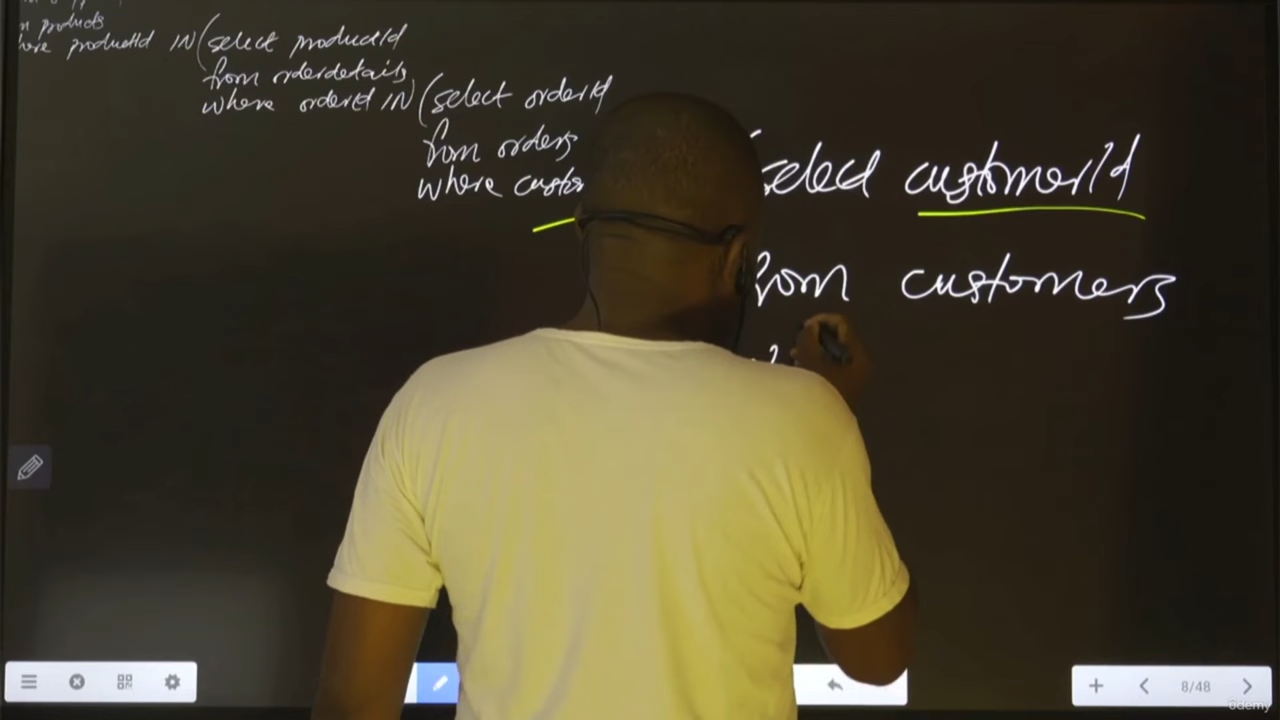 products
where productId IN (select productId
from orderdetails
where orderId IN (select orderId
from orders
where
select customerId
from customers
8/48
ûdemy